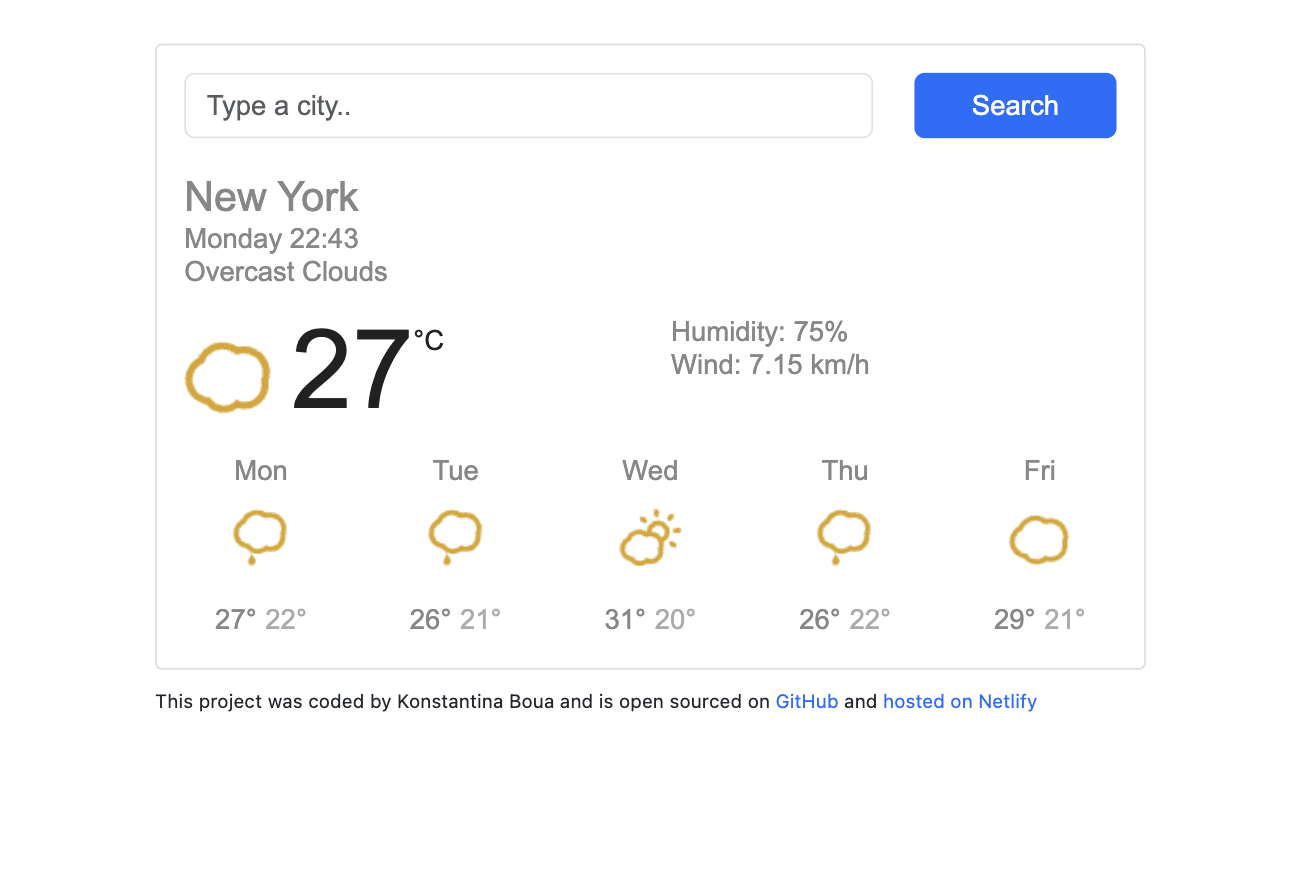 Type a city..
Search
New York
Monday 22:43
Overcast Clouds
27°C
Humidity: 75%
Wind: 7.15 km/h
Mon Tue Wed Thu Fri
27° 22° 26° 21° 31° 20° 26° 22° 29° 21°
This project was coded by Konstantina Boua and is open sourced on GitHub and hosted on Netlify